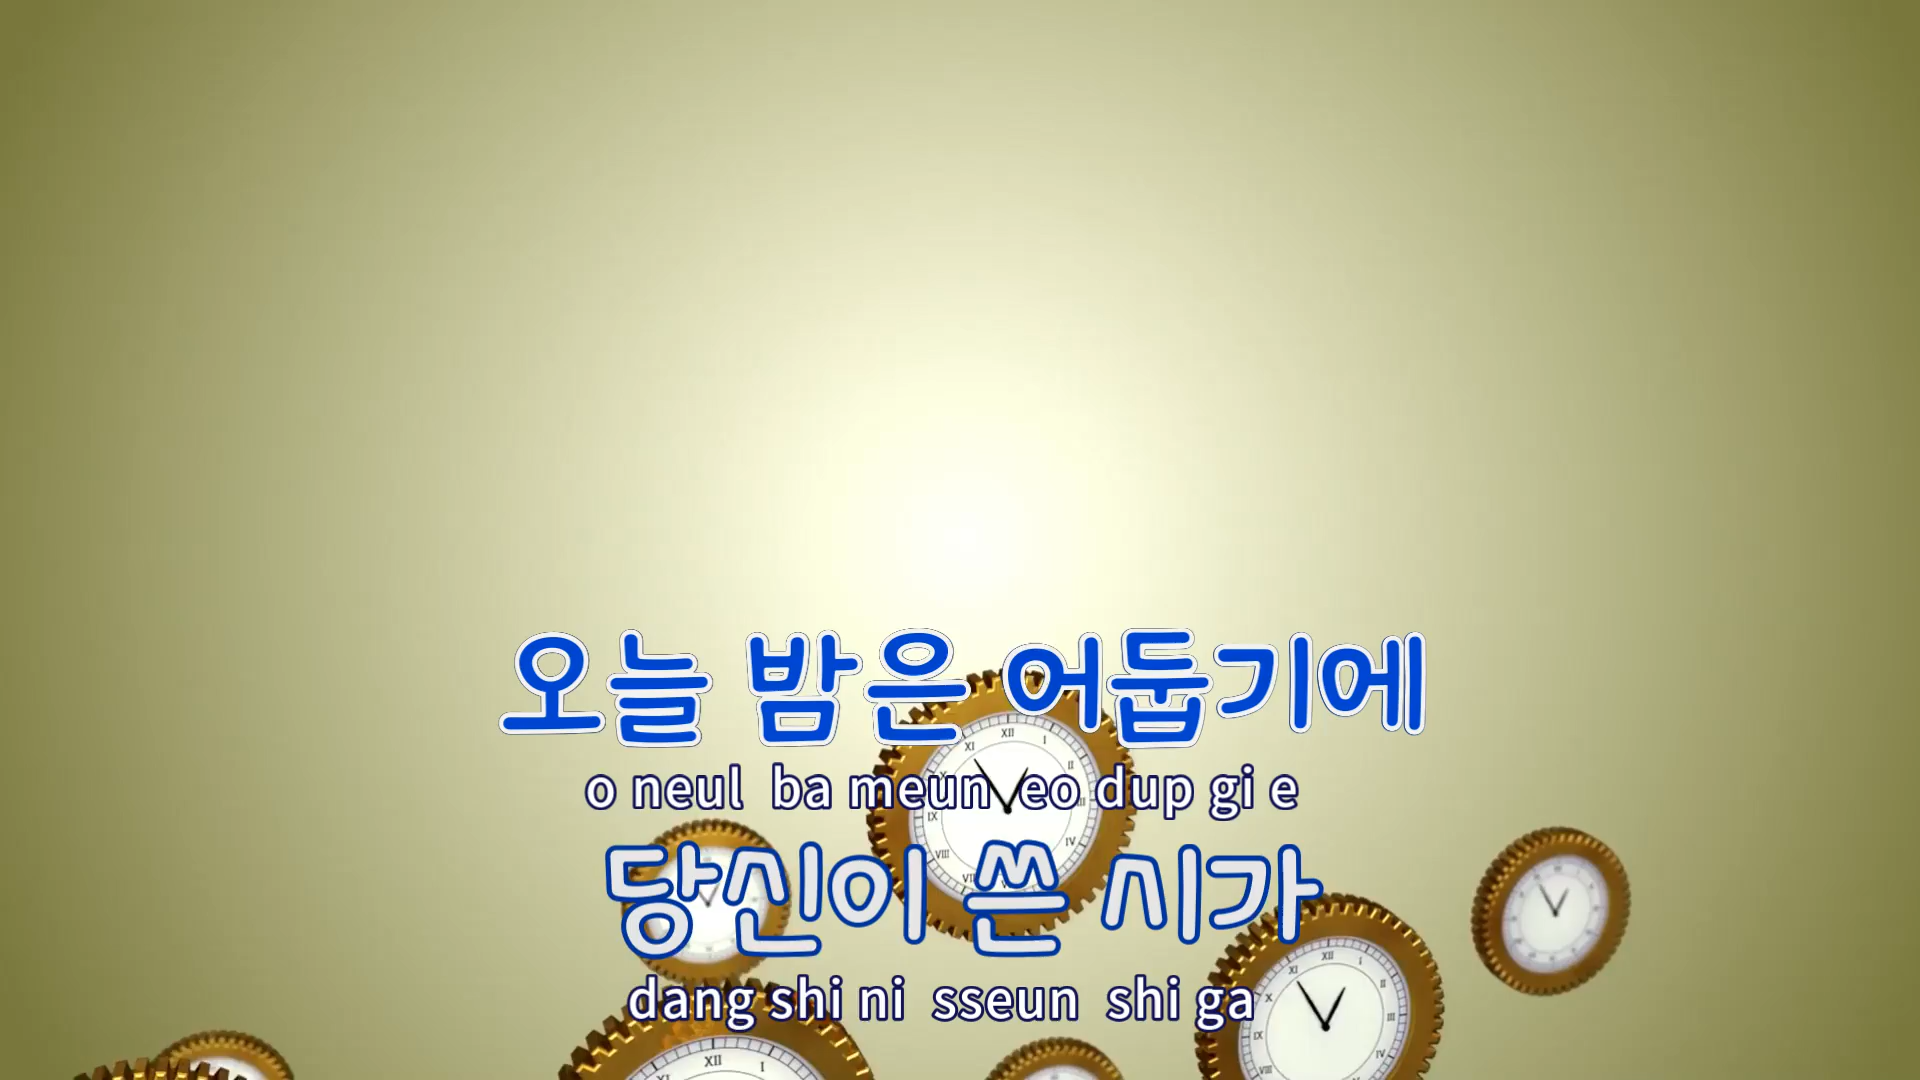 오늘 밤은 어둡기에
o neul ba meun eo dup gi e
당신이 쓴 시가
dang shi ni sseun shi ga